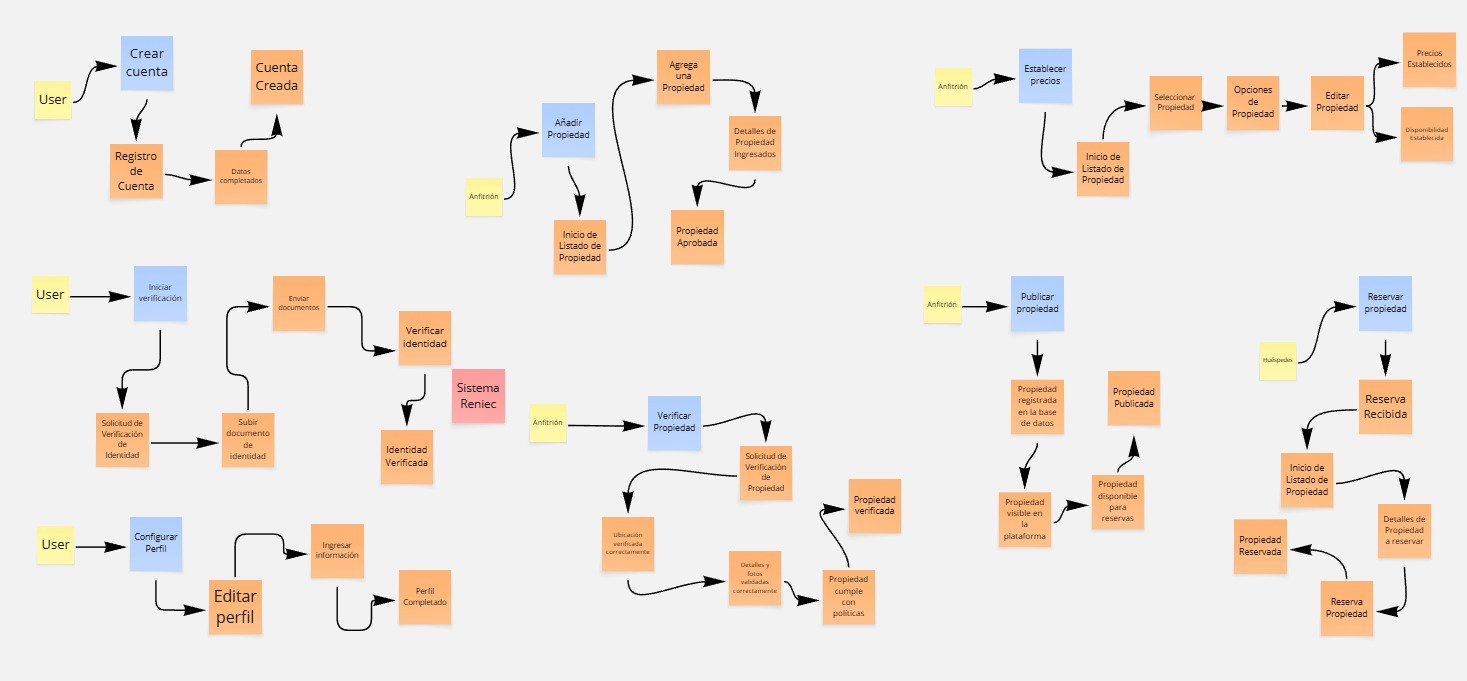 User
Crear
cuenta
Registro
de
Cuenta
Datos
completados
Cuenta
Creada
Anfitrión
Añadir
Propiedad
Inicio de
Listado de
Propiedad
Agrega
una
Propiedad
Detalles de
Propiedad
Ingresados
Propiedad
Aprobada
Anfitrión
Establecer
precios
Inicio de
Listado de
Propiedad
Seleccionar
Propiedad
Opciones
de
Propiedad
Editar
Propiedad
Precios
Establecidos
Disponibilidad
Establecida
User
Iniciar
verificación
Solicitud de
Verificación
de
Identidad
Subir
documento
de
identidad
Enviar
documentos
Verificar
identidad
Sistema
Reniec
Identidad
Verificada
User
Configurar
Perfil
Editar
perfil
Ingresar
información
Perfil
Completado
Anfitrión
Verificar
Propiedad
Solicitud de
Verificación
de
Propiedad
Ubicación
verificada
correctamente
Detalles y
fotos
validadas
correctamente
Propiedad
cumple
con
políticas
Propiedad
verificada
Anfitrión
Publicar
propiedad
Propiedad
registrada
en la base
de datos
Propiedad
visible en
la
plataforma
Propiedad
disponible
para
reservas
Propiedad
Publicada
Huéspedes
Reservar
propiedad
Reserva
Recibida
Inicio de
Listado de
Propiedad
Detalles de
Propiedad
a reservar
Reserva
Propiedad
Propiedad
Reservada